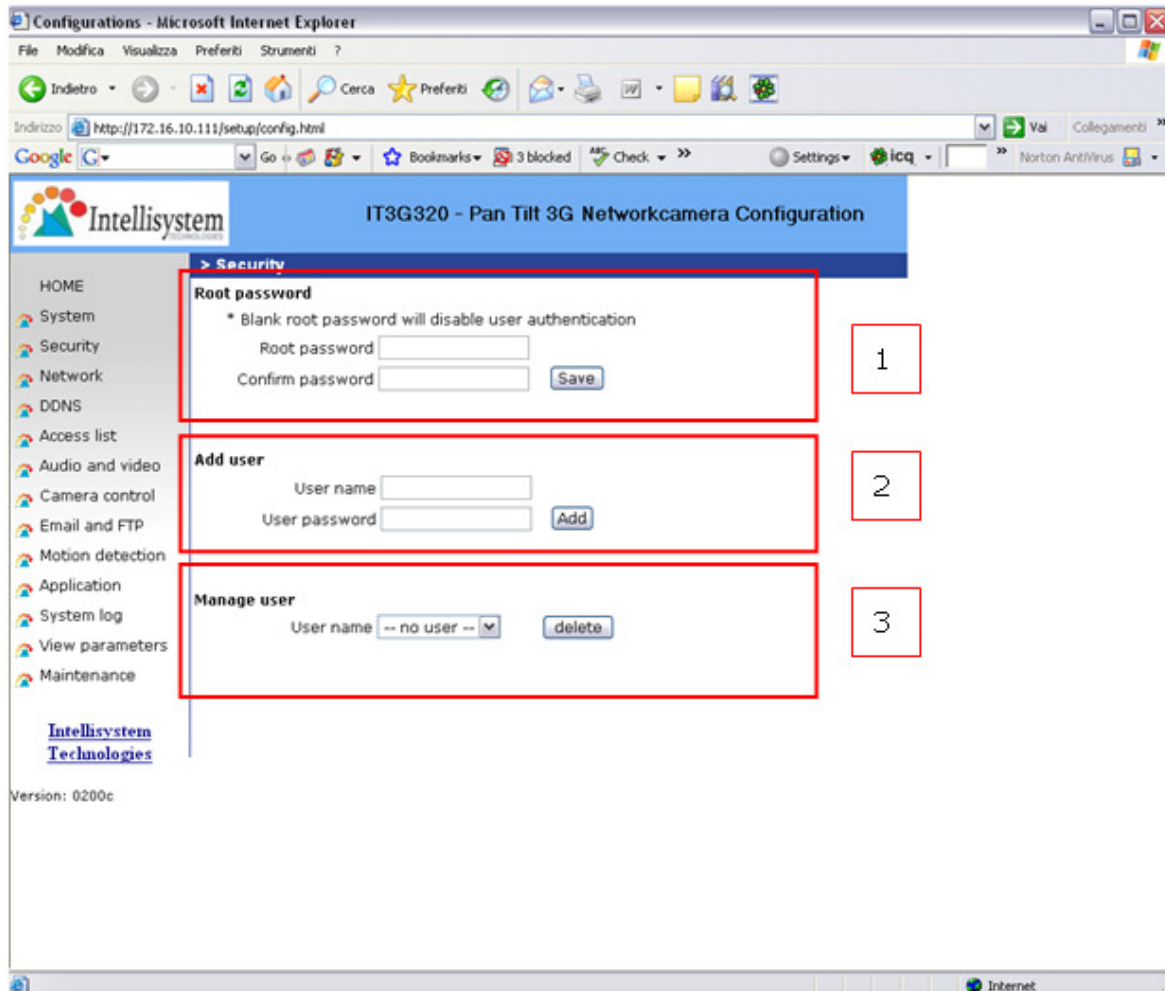 Configurations - Microsoft Internet Explorer
File Modifica Visualizza Preferiti Strumenti ?
Indietro Cerca Preferiti
Indirizzo http://172.16.10.111/setup/config.html Vai Collegamenti »
Google G Go Bookmarks 3 blocked ABC Check » Settings icq » Norton AntiVirus
Intellisystem
TECHNOLOGIES
IT3G320 - Pan Tilt 3G Networkcamera Configuration
> Security
HOME
System
Security
Network
DDNS
Access list
Audio and video
Camera control
Email and FTP
Motion detection
Application
System log
View parameters
Maintenance
Intellisystem
Technologies
Version: 0200c
Root password
* Blank root password will disable user authentication
Root password
Confirm password Save
1
Add user
User name
User password Add
2
Manage user
User name -- no user -- delete
3
Internet